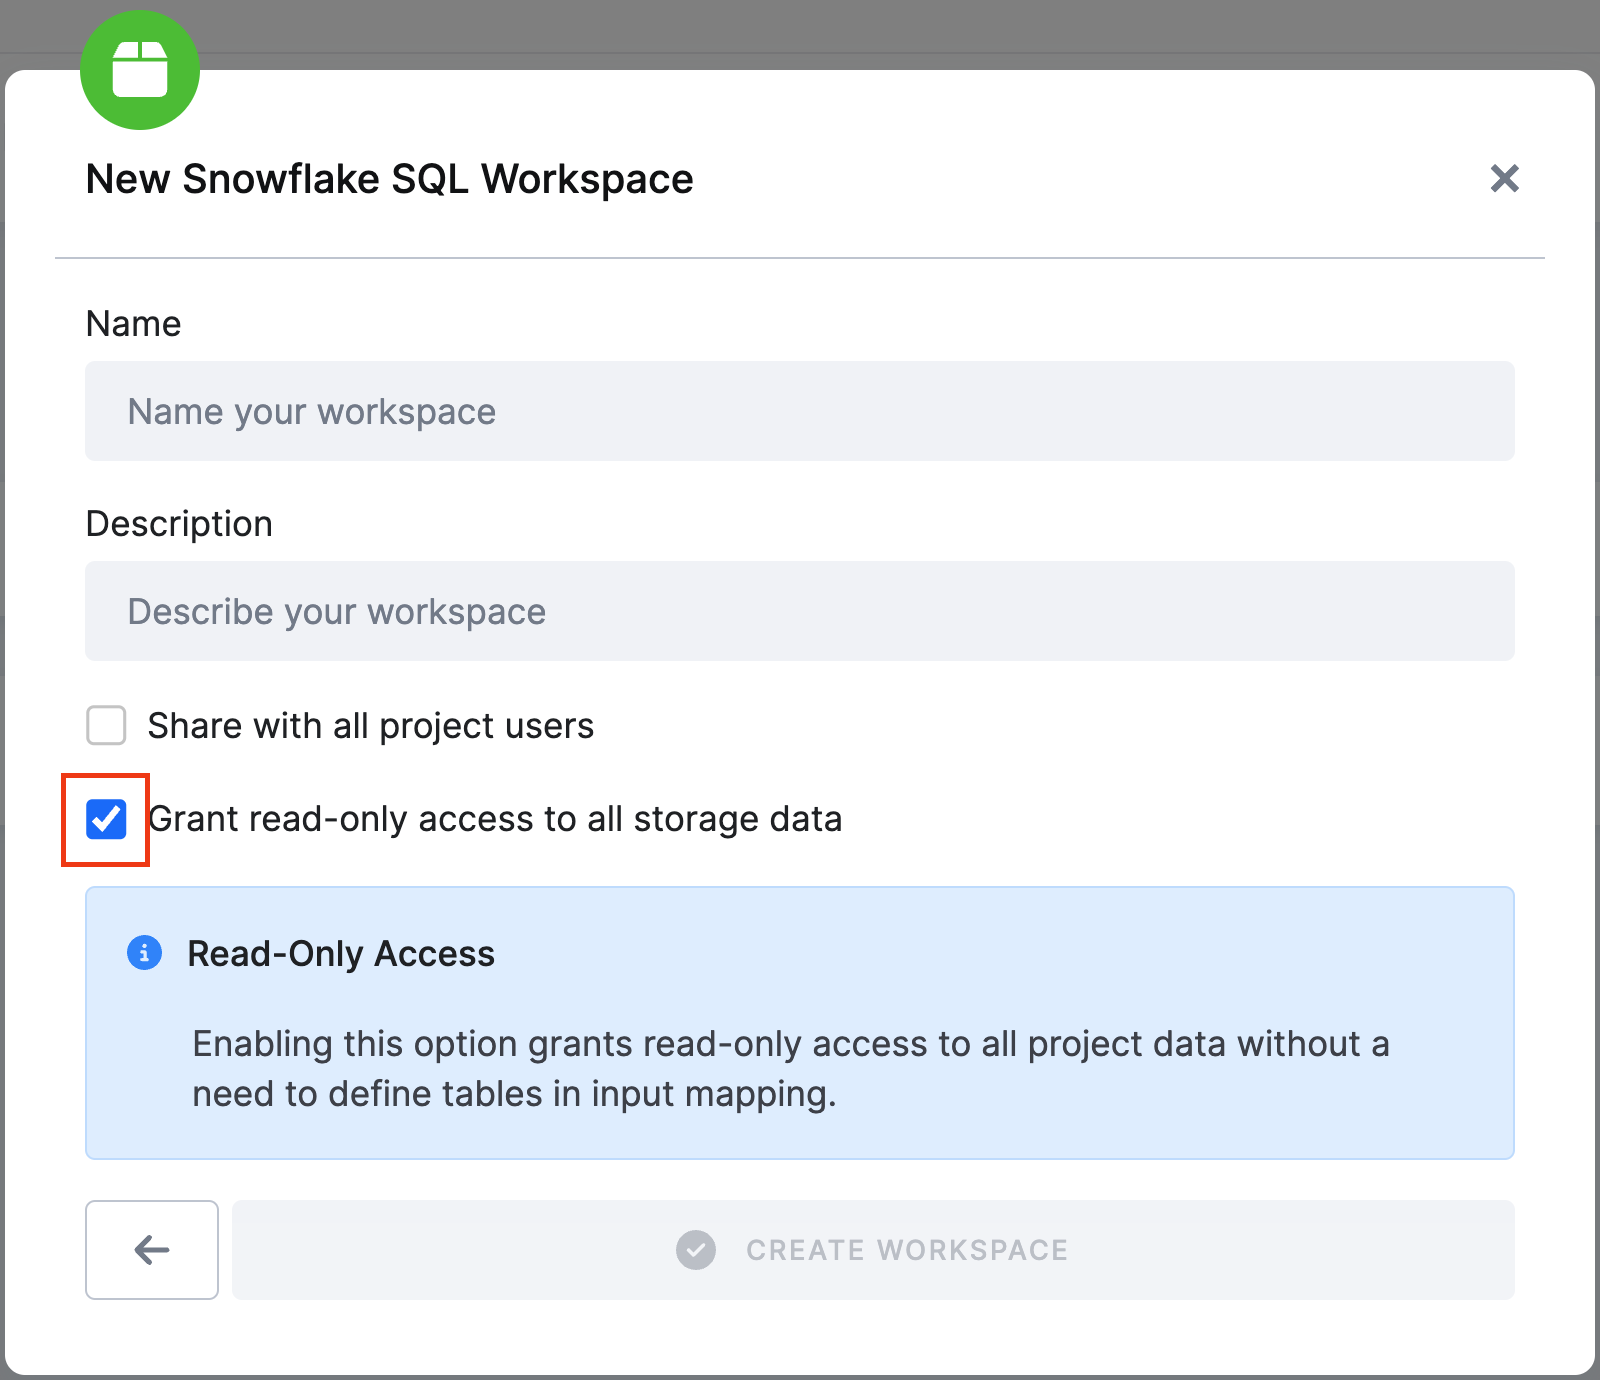 New Snowflake SQL Workspace
Name
Name your workspace
Description
Describe your workspace
Share with all project users
Grant read-only access to all storage data
Read-Only Access
Enabling this option grants read-only access to all project data without a
need to define tables in input mapping.
CREATE WORKSPACE